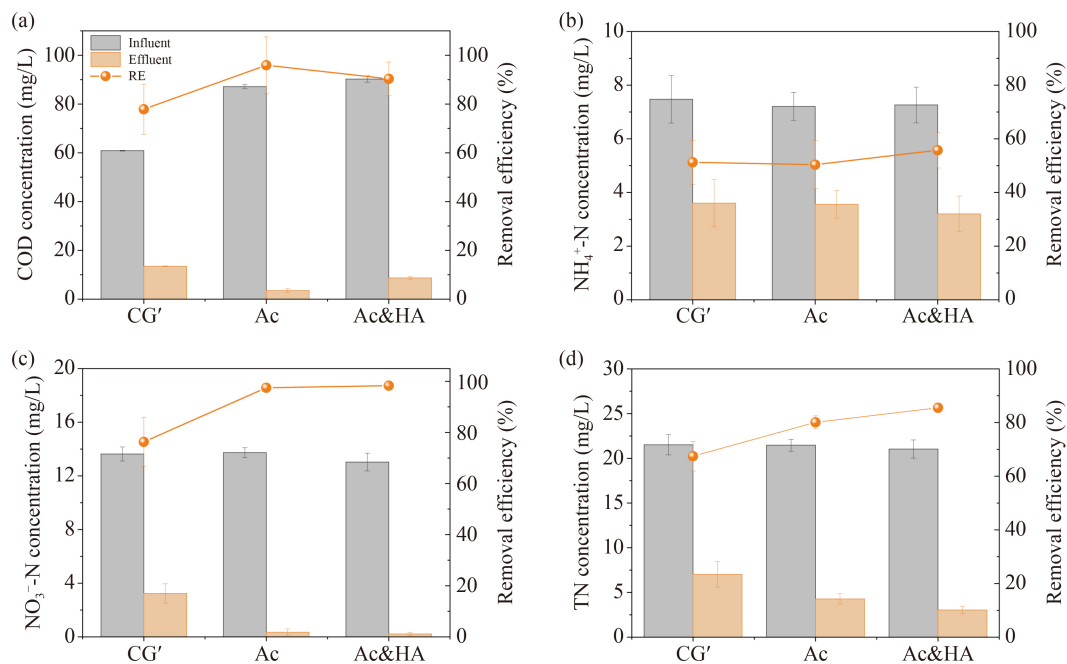 (a)
COD concentration (mg/L)
100
80
60
40
20
0
Influent
Effluent
RE
100
80
60
40
20
0
Removal efficiency (%)
CG′ Ac Ac&HA
(b)
NH₄⁺-N concentration (mg/L)
10
8
6
4
2
0
100
80
60
40
20
0
Removal efficiency (%)
CG′ Ac Ac&HA
(c)
NO₃⁻-N concentration (mg/L)
20
16
12
8
4
0
100
80
60
40
20
0
Removal efficiency (%)
CG′ Ac Ac&HA
(d)
TN concentration (mg/L)
30
25
20
15
10
5
0
100
80
60
40
20
0
Removal efficiency (%)
CG′ Ac Ac&HA